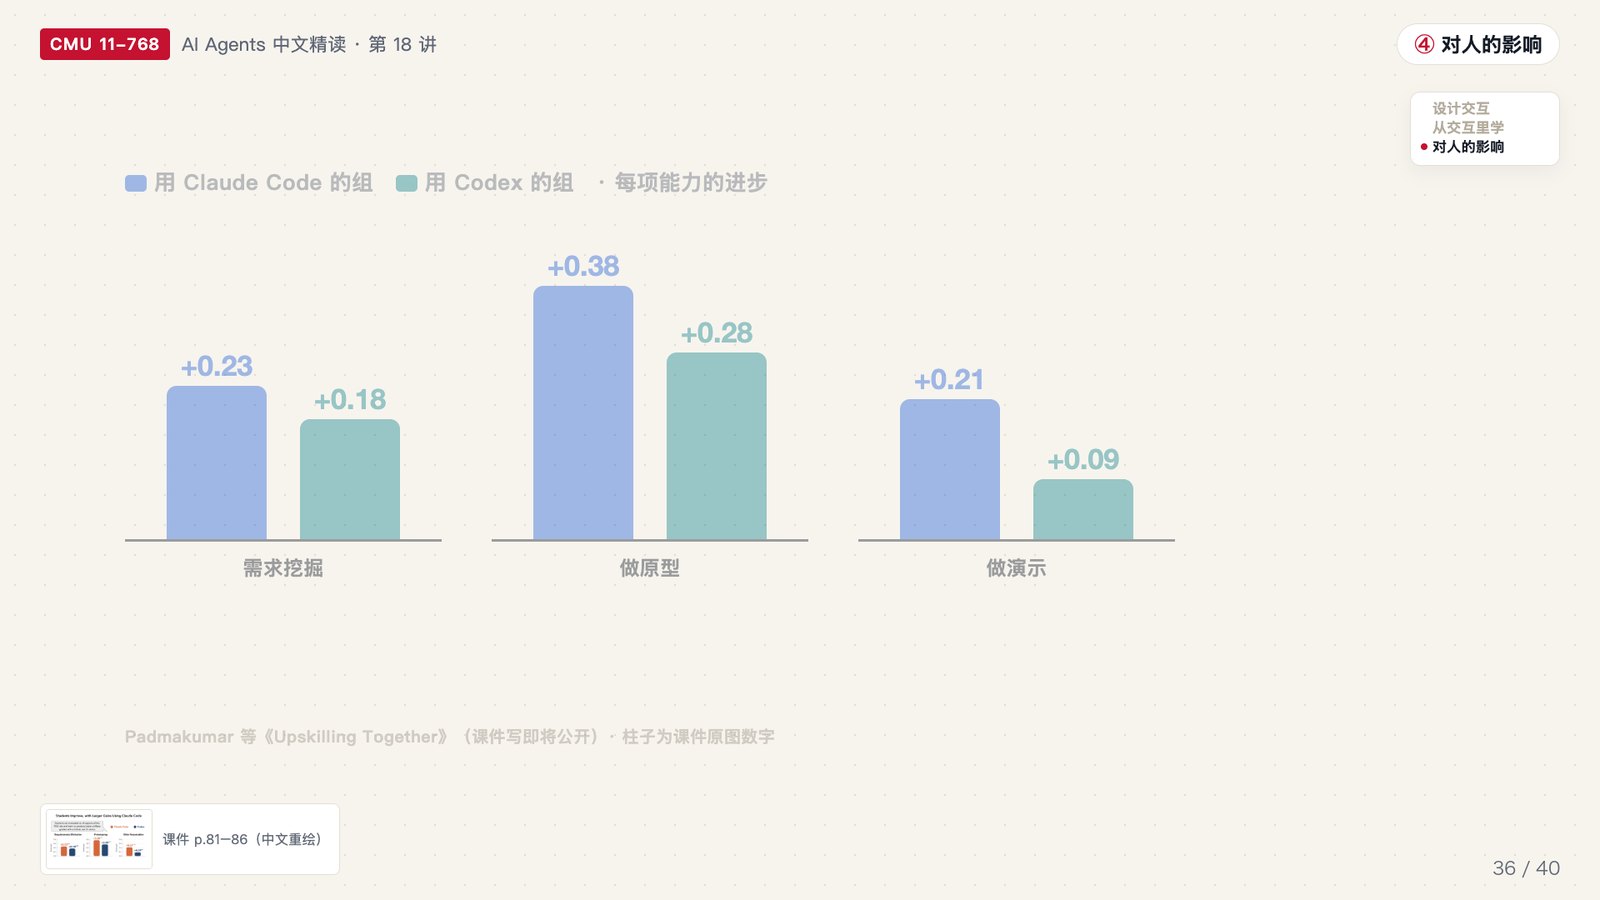 CMU 11-768 AI Agents 中文精读 · 第 18 讲
④ 对人的影响
设计交互
从交互里学
对人的影响
用 Claude Code 的组 用 Codex 的组 · 每项能力的进步
+0.23
+0.18
+0.38
+0.28
+0.21
+0.09
需求挖掘
做原型
做演示
Padmakumar 等《Upskilling Together》（课件写即将公开）· 柱子为课件原图数字
课件 p.81—86（中文重绘）
36 / 40